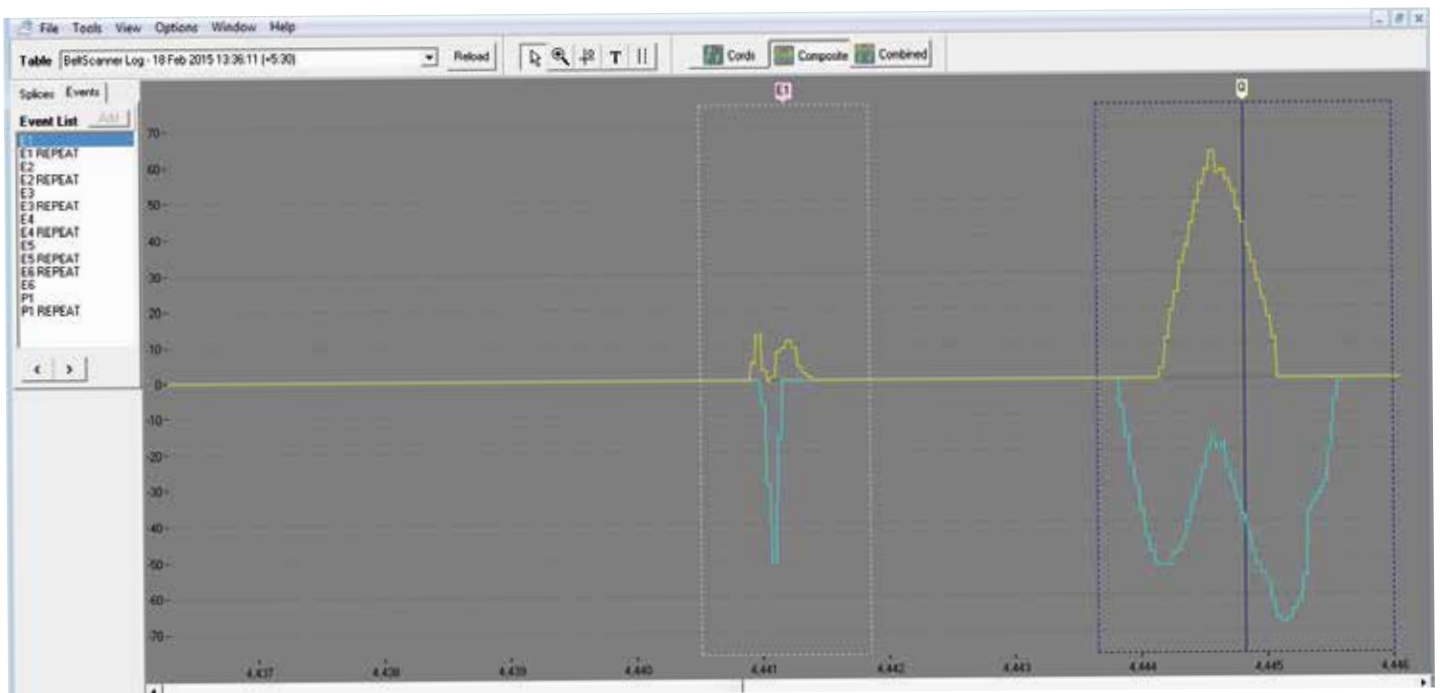 File Tools View Options Window Help
Table BeltScanner Log - 18 Feb 2015 13:36:11 (+5:30) Reload T Cords Composite Combined
Splices Events
Event List Add
E1
E1 REPEAT
E2
E2 REPEAT
E3
E3 REPEAT
E4
E4 REPEAT
E5
E5 REPEAT
E6 REPEAT
E6
P1
P1 REPEAT
< >
E1 Q
70
60
50
40
30
20
10
0
-10
-20
-30
-40
-50
-60
-70
4.437 4.438 4.439 4.440 4.441 4.442 4.443 4.444 4.445 4.446